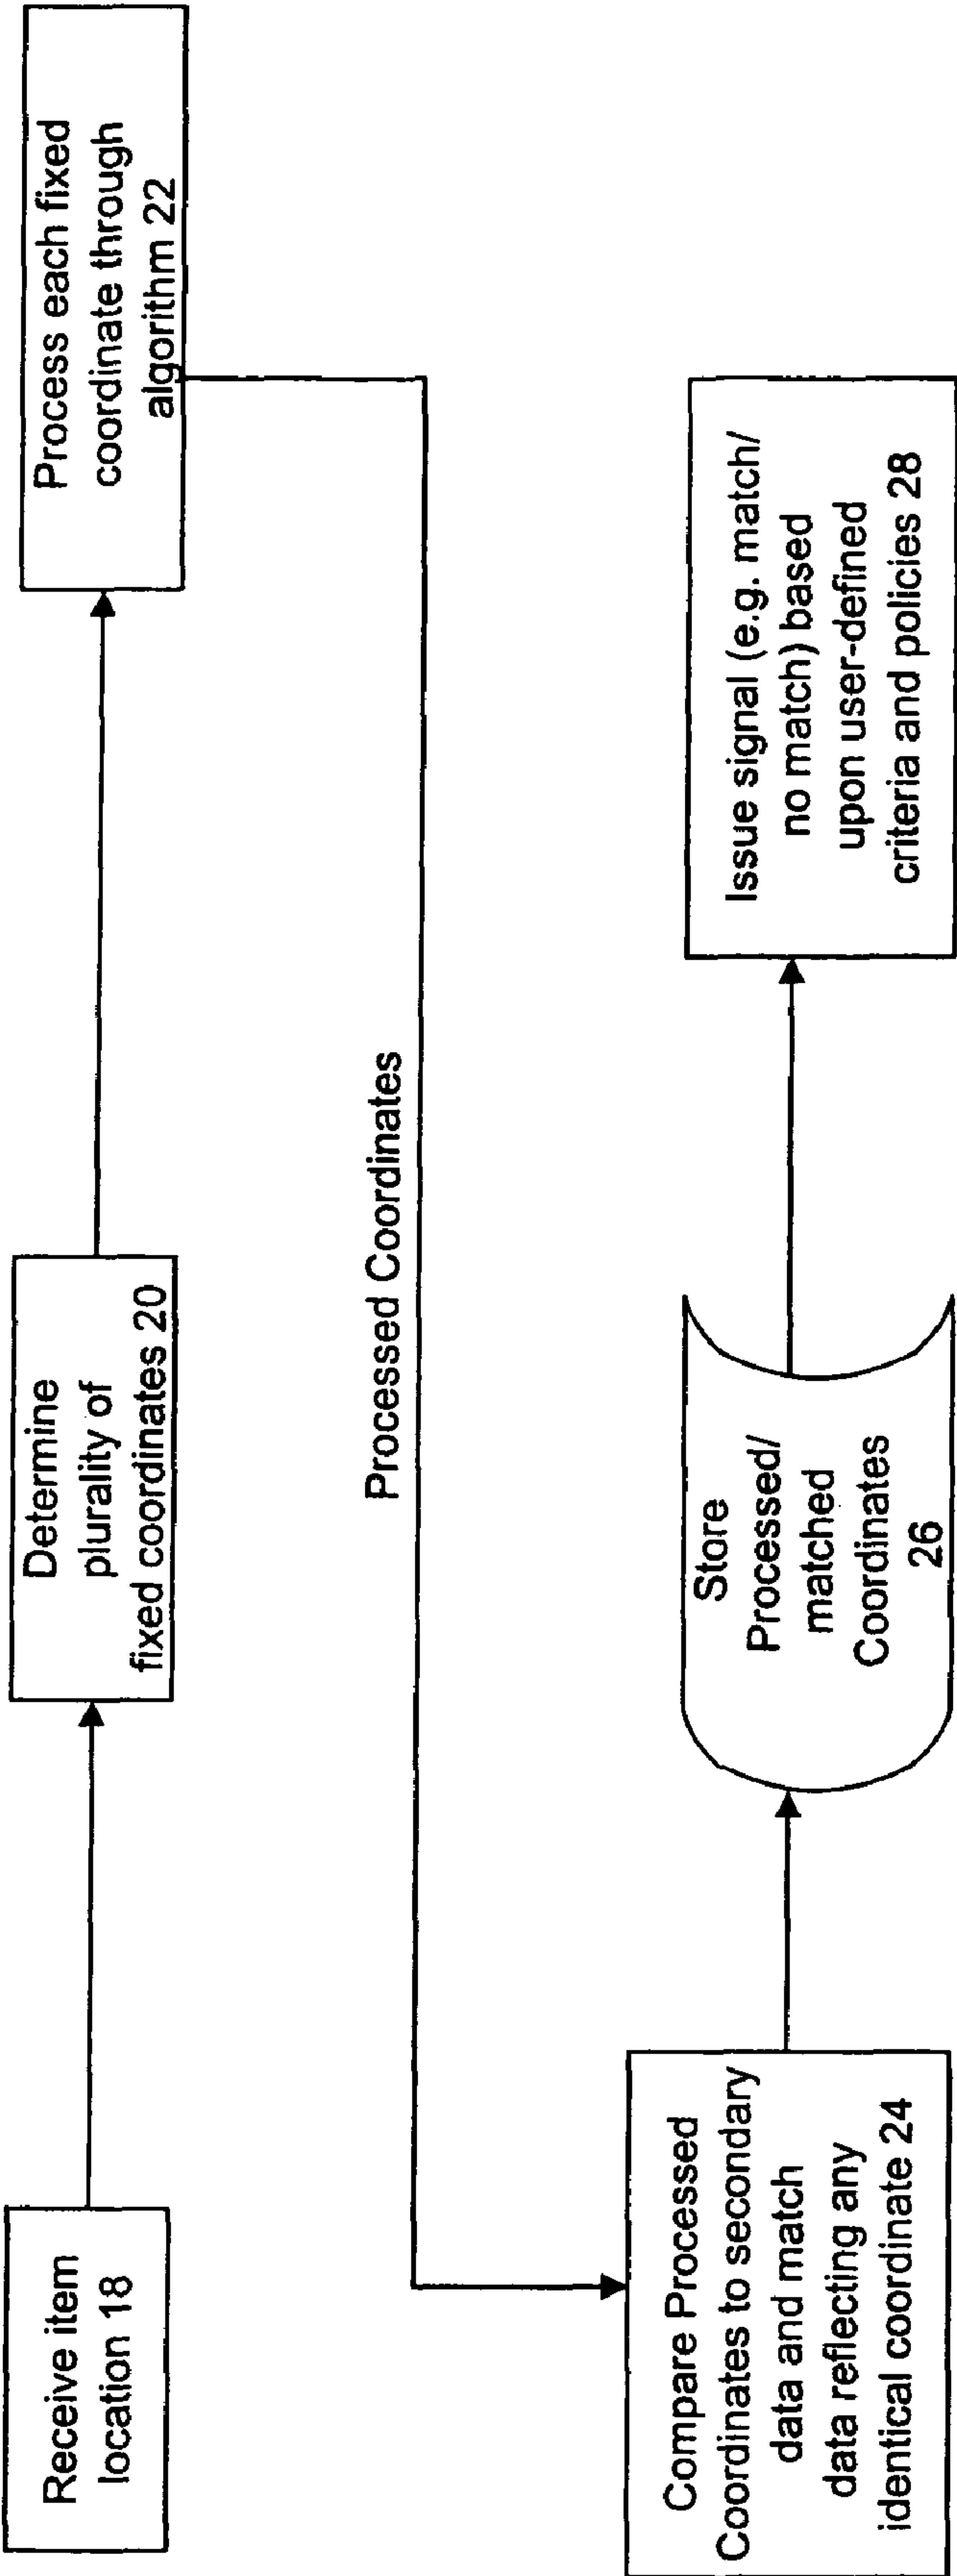 Receive item
location 18
Determine
plurality of
fixed coordinates 20
Process each fixed
coordinate through
algorithm 22
Processed Coordinates
Compare Processed
Coordinates to secondary
data and match
data reflecting any
identical coordinate 24
Store
Processed/
matched
Coordinates
26
Issue signal (e.g. match/
no match) based
upon user-defined
criteria and policies 28